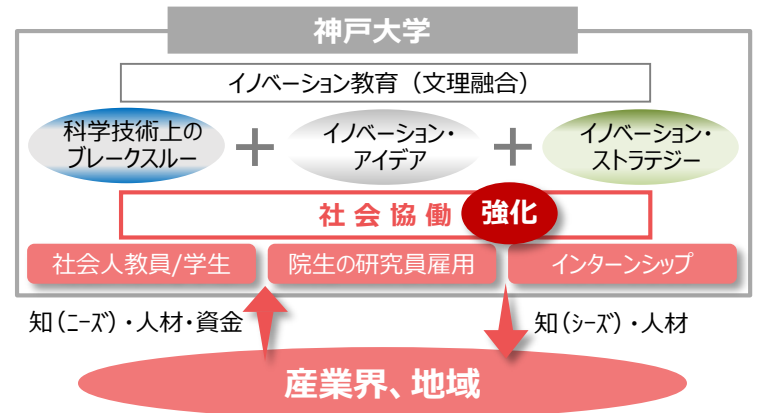 神戸大学
イノベーション教育（文理融合）
科学技術上の
ブレークスルー
+
イノベーション・
アイデア
+
イノベーション・
ストラテジー
社会協働
強化
社会人教員/学生
院生の研究員雇用
インターンシップ
知（ニーズ）・人材・資金
知（シーズ）・人材
産業界、地域